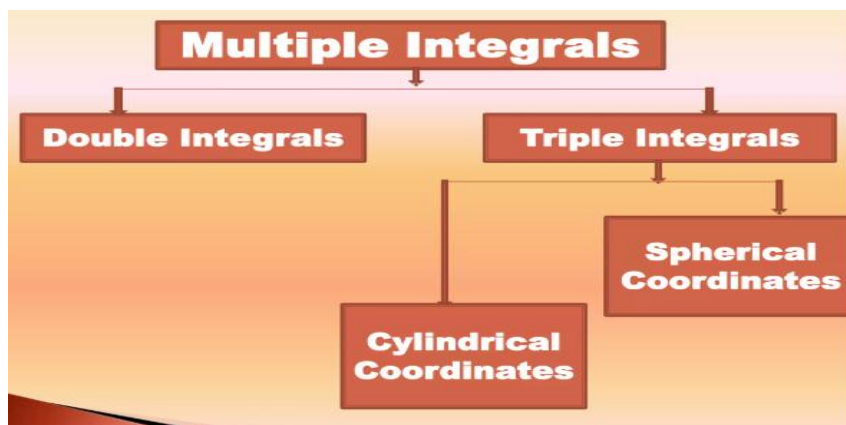 Multiple Integrals
Double Integrals
Triple Integrals
Spherical
Coordinates
Cylindrical
Coordinates